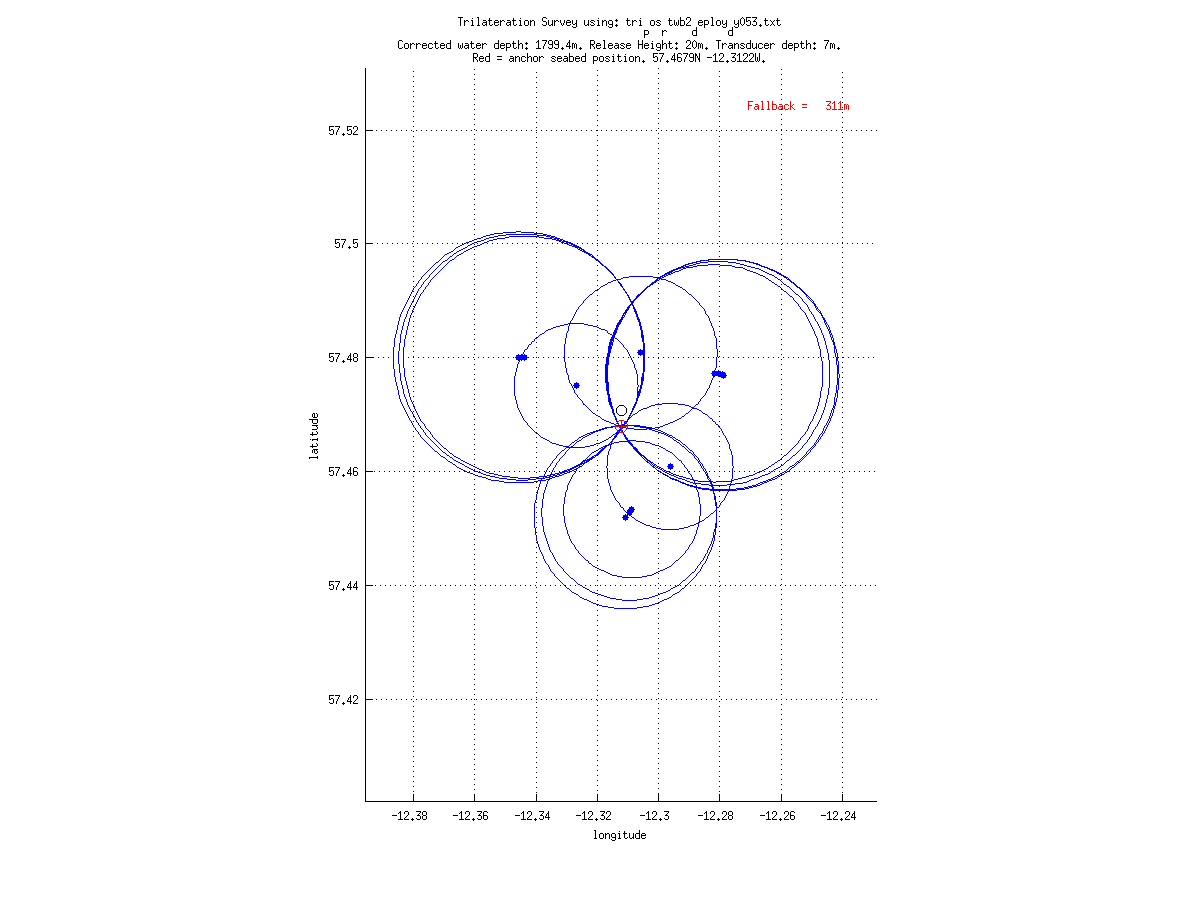 Trilateration Survey using: tri os twb2 eploy y053.txt
p r d d
Corrected water depth: 1799.4m. Release Height: 20m. Transducer depth: 7m.
Red = anchor seabed position. 57.4679N -12.3122W.
Fallback = 311m
57.52
57.5
57.48
57.46
57.44
57.42
latitude
-12.38 -12.36 -12.34 -12.32 -12.3 -12.28 -12.26 -12.24
longitude